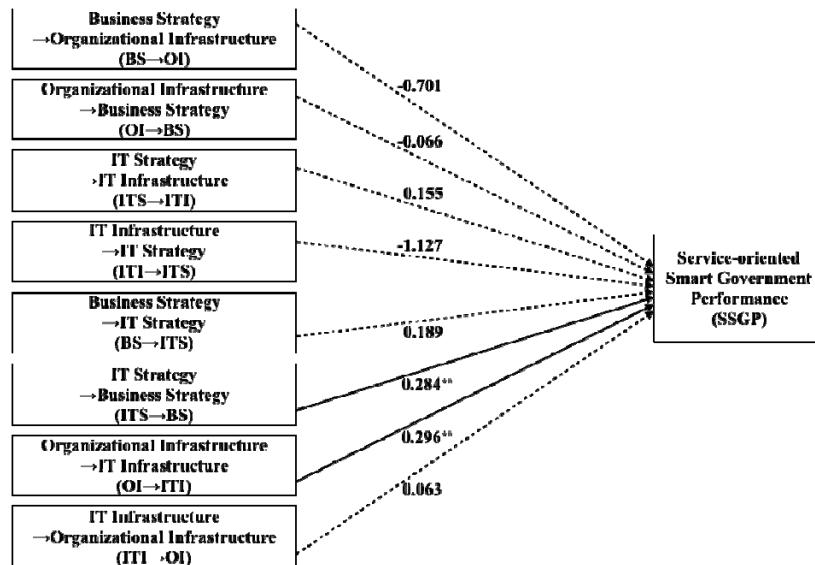 Business Strategy
→Organizational Infrastructure
(BS→OI)
Organizational Infrastructure
→Business Strategy
(OI→BS)
IT Strategy
→IT Infrastructure
(ITS→ITI)
IT Infrastructure
→IT Strategy
(ITI→ITS)
Business Strategy
→IT Strategy
(BS→ITS)
IT Strategy
→Business Strategy
(ITS→BS)
Organizational Infrastructure
→IT Infrastructure
(OI→ITI)
IT Infrastructure
→Organizational Infrastructure
(ITI→OI)
-0.701
-0.066
0.155
-1.127
0.189
0.284**
0.296**
0.063
Service-oriented
Smart Government
Performance
(SSGP)